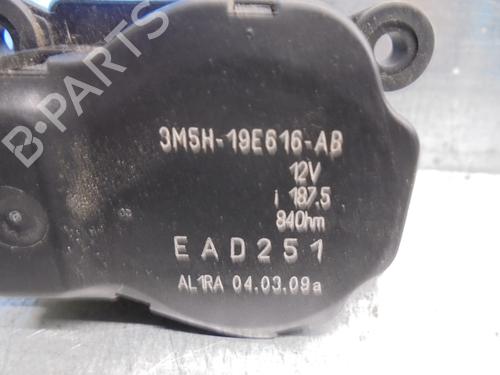 B-PARTS
3M5H-19E616-AB
12V
i 187,5
840hm
EAD251
AL1RA 04.03.09a